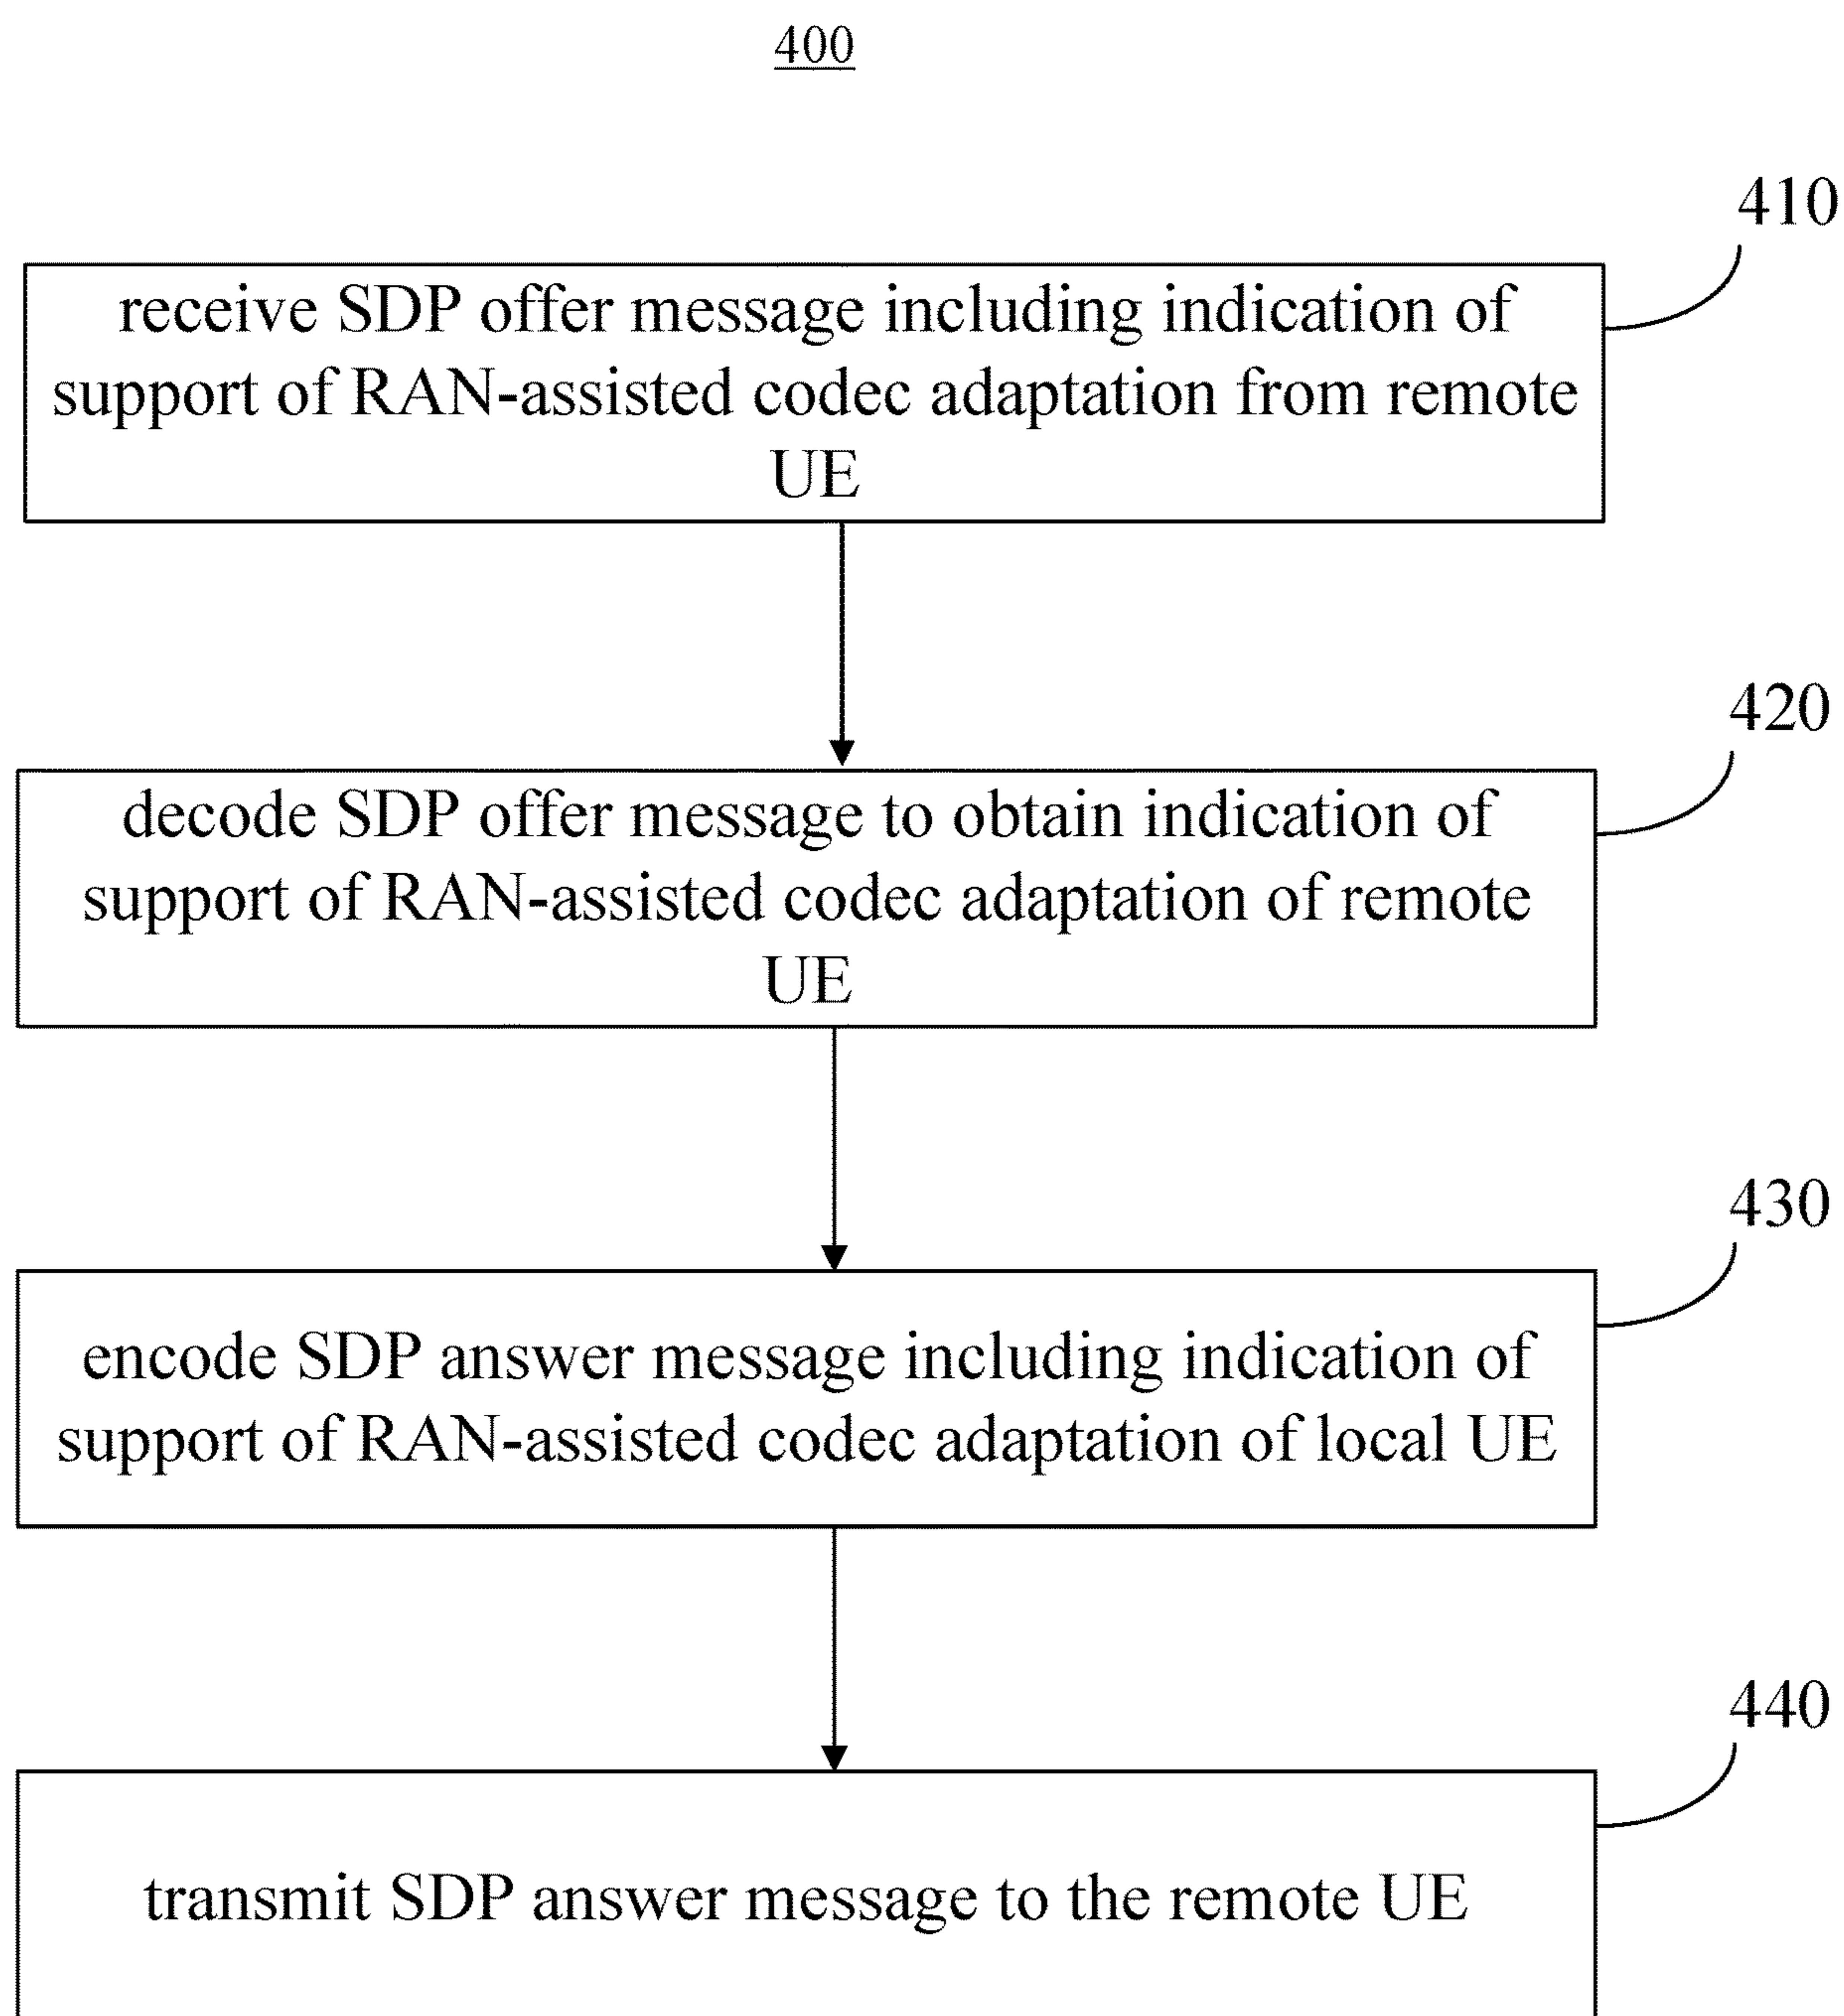 400
410
receive SDP offer message including indication of
support of RAN-assisted codec adaptation from remote
UE
420
decode SDP offer message to obtain indication of
support of RAN-assisted codec adaptation of remote
UE
430
encode SDP answer message including indication of
support of RAN-assisted codec adaptation of local UE
440
transmit SDP answer message to the remote UE